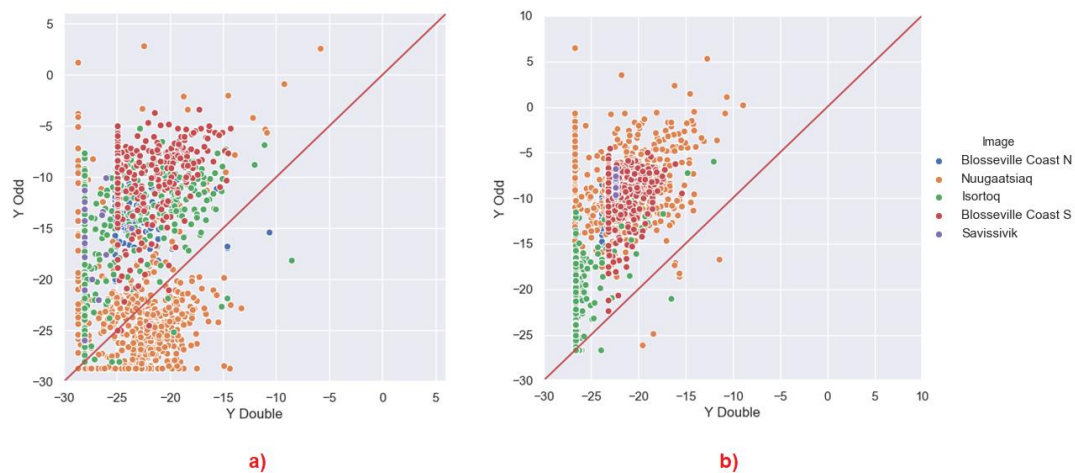 5
0
−5
−10
−15
−20
−25
−30
Y Odd
−30 −25 −20 −15 −10 −5 0 5
Y Double
a)
10
5
0
−5
−10
−15
−20
−25
−30
Y Odd
−30 −25 −20 −15 −10 −5 0 5 10
Y Double
b)
Image
Blosseville Coast N
Nuugaatsiaq
Isortoq
Blosseville Coast S
Savissivik